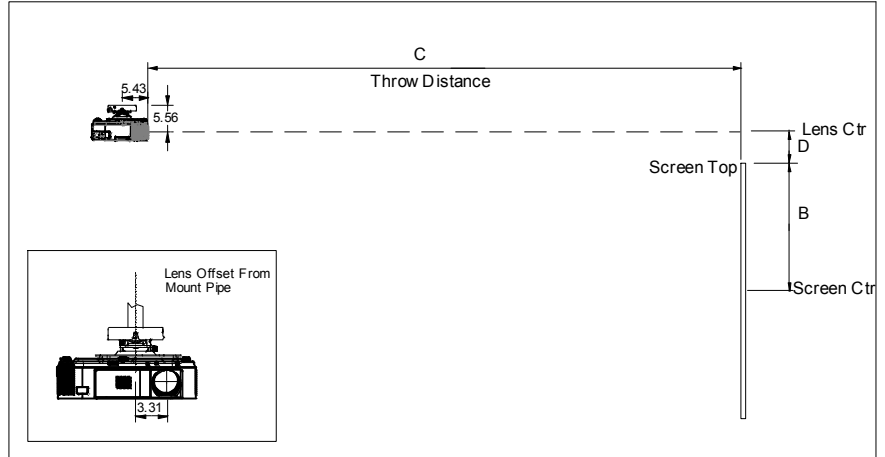 C
Throw Distance
5.43
5.56
Lens Ctr
D
Screen Top
B
Screen Ctr
Lens Offset From
Mount Pipe
3.31